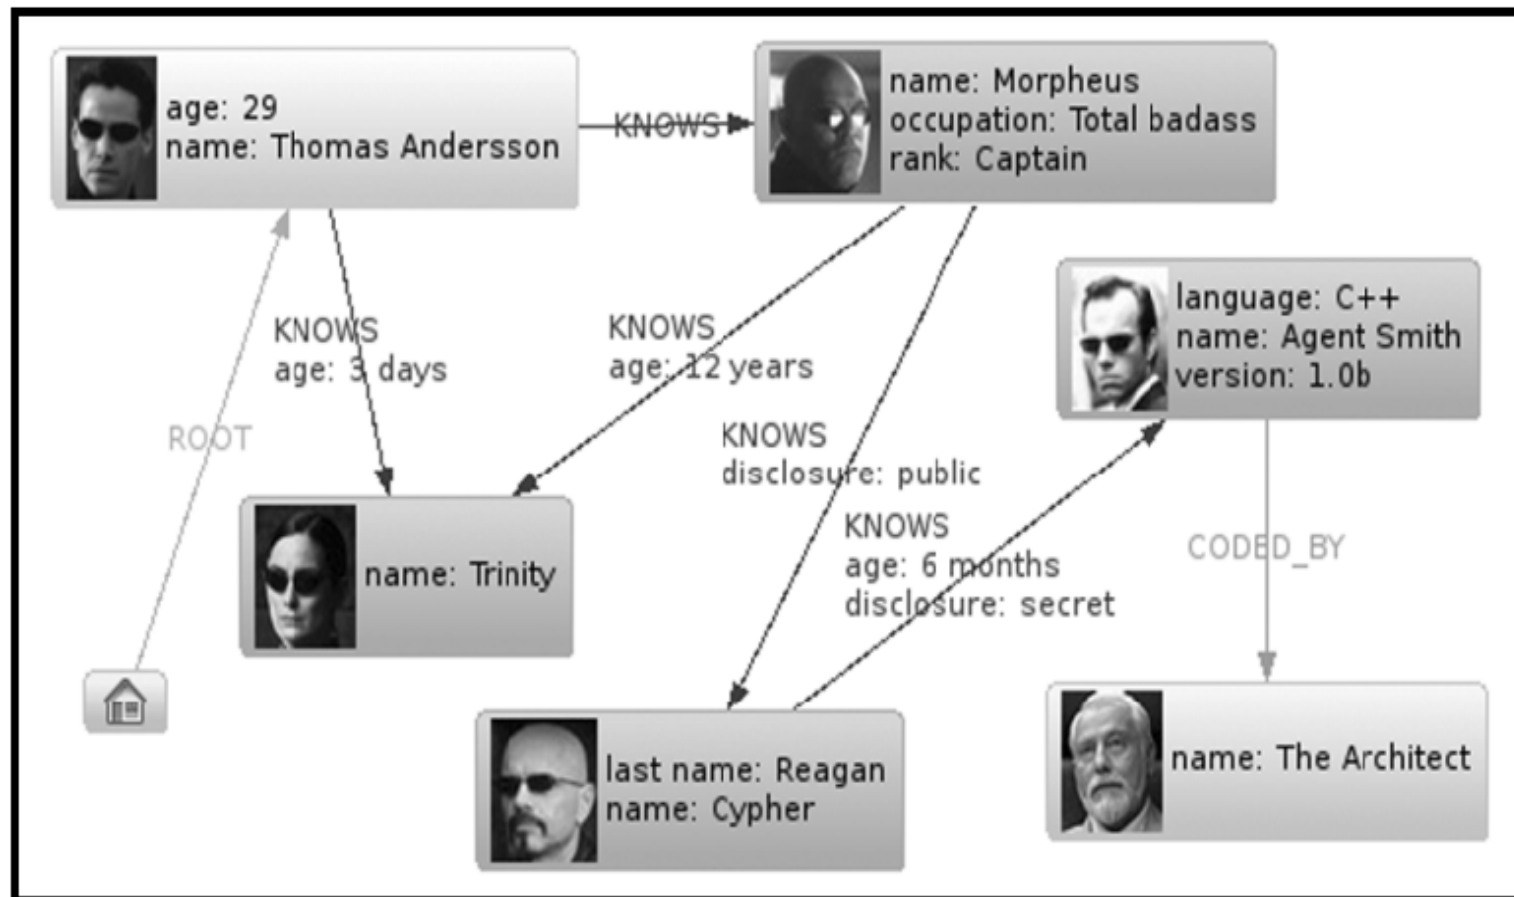 age: 29
name: Thomas Andersson
KNOWS
name: Morpheus
occupation: Total badass
rank: Captain
KNOWS
age: 3 days
KNOWS
age: 12 years
language: C++
name: Agent Smith
version: 1.0b
ROOT
KNOWS
disclosure: public
KNOWS
age: 6 months
disclosure: secret
CODED_BY
name: Trinity
last name: Reagan
name: Cypher
name: The Architect